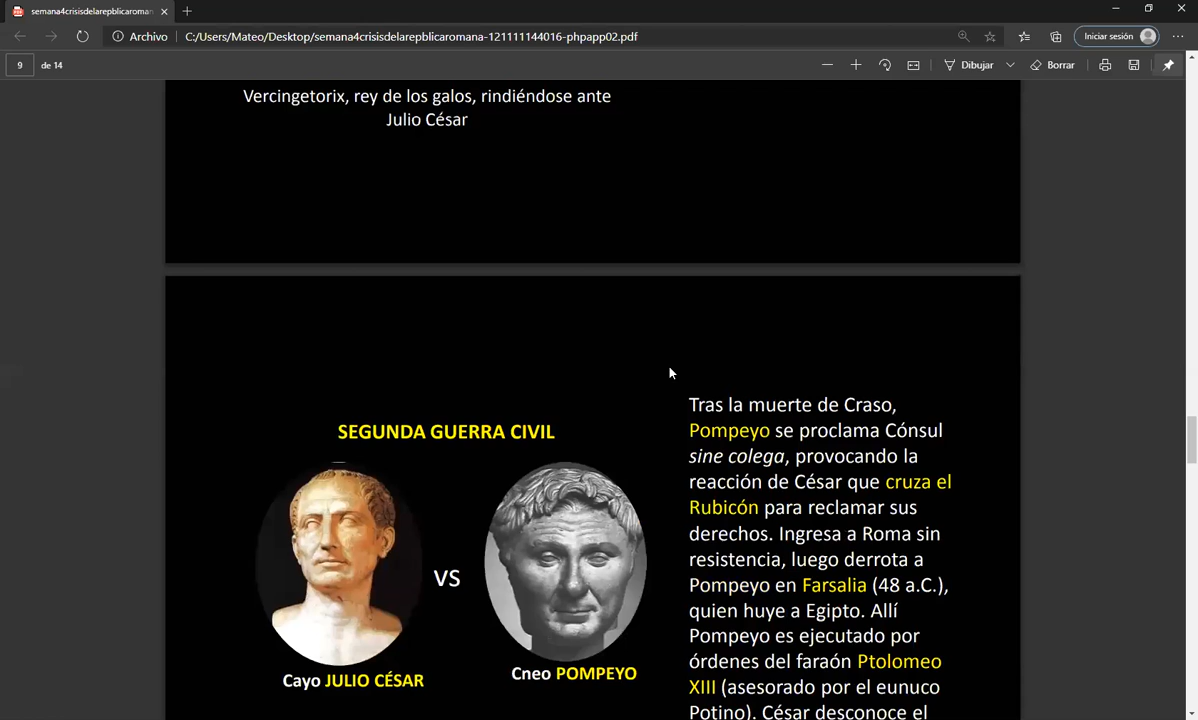 semana4crisisdelarepblicaroman
Archivo
C:/Users/Mateo/Desktop/semana4crisisdelarepblicaromana-121111144016-phpapp02.pdf
Iniciar sesión
9 de 14
Dibujar
Borrar
Vercingetorix, rey de los galos, rindiéndose ante
Julio César
SEGUNDA GUERRA CIVIL
VS
Cayo JULIO CÉSAR
Cneo POMPEYO
Tras la muerte de Craso,
Pompeyo se proclama Cónsul
sine colega, provocando la
reacción de César que cruza el
Rubicón para reclamar sus
derechos. Ingresa a Roma sin
resistencia, luego derrota a
Pompeyo en Farsalia (48 a.C.),
quien huye a Egipto. Allí
Pompeyo es ejecutado por
órdenes del faraón Ptolomeo
XIII (asesorado por el eunuco
Potino). César desconoce el